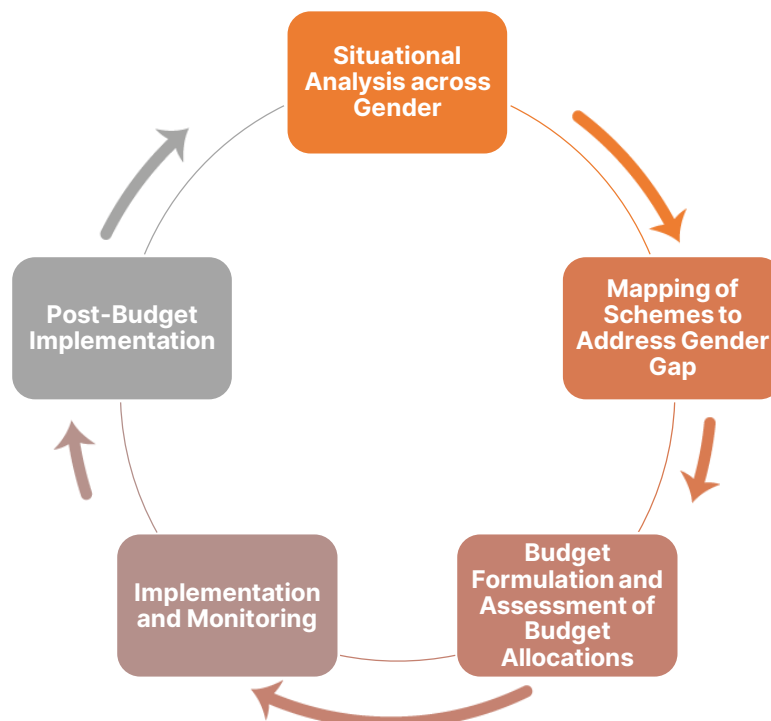 Situational
Analysis across
Gender
Mapping of
Schemes to
Address Gender
Gap
Budget
Formulation and
Assessment of
Budget
Allocations
Implementation
and Monitoring
Post-Budget
Implementation